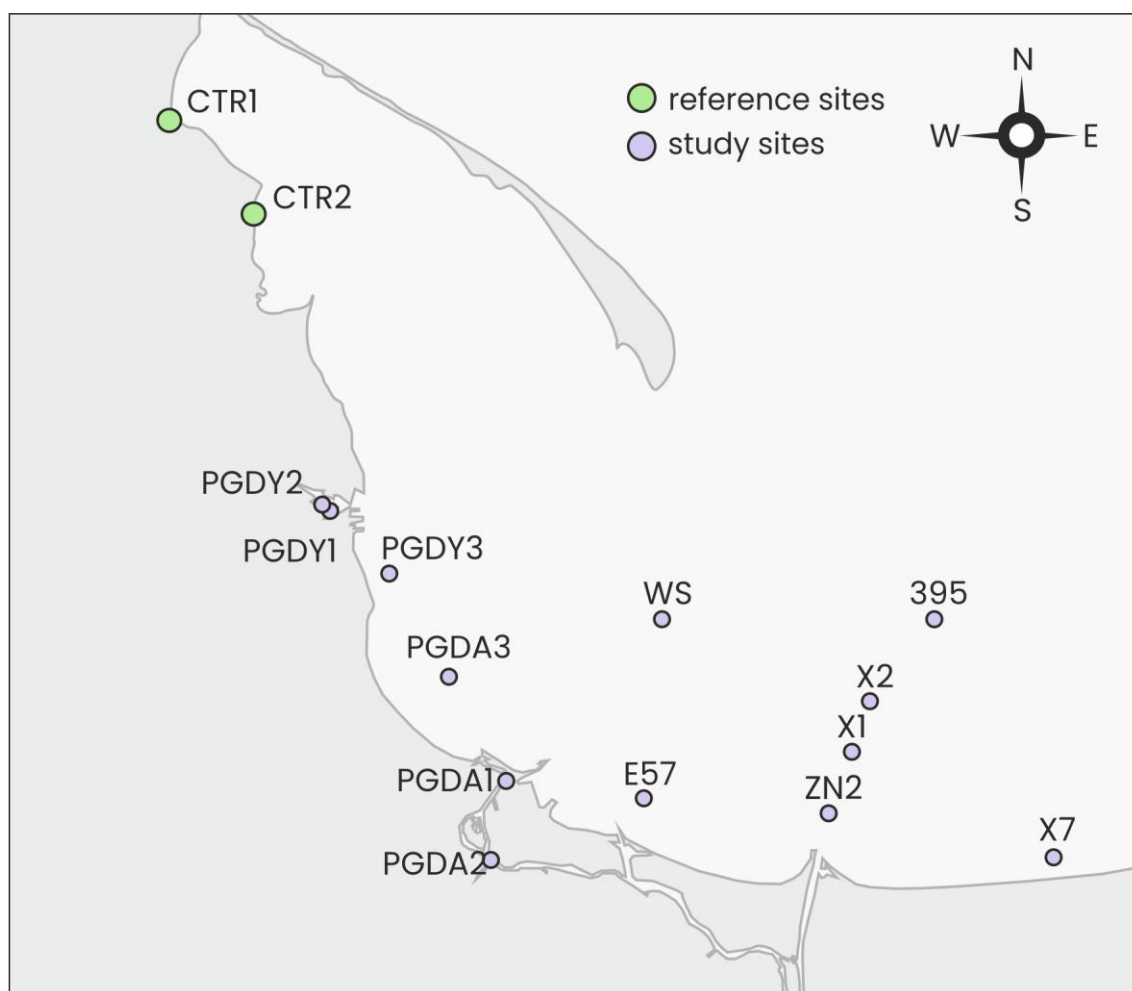 N
CTR1
reference sites
W
E
study sites
CTR2
S
PGDY2
PGDY1
PGDY3
WS
395
PGDA3
X2
X1
PGDA1
E57
ZN2
X7
PGDA2